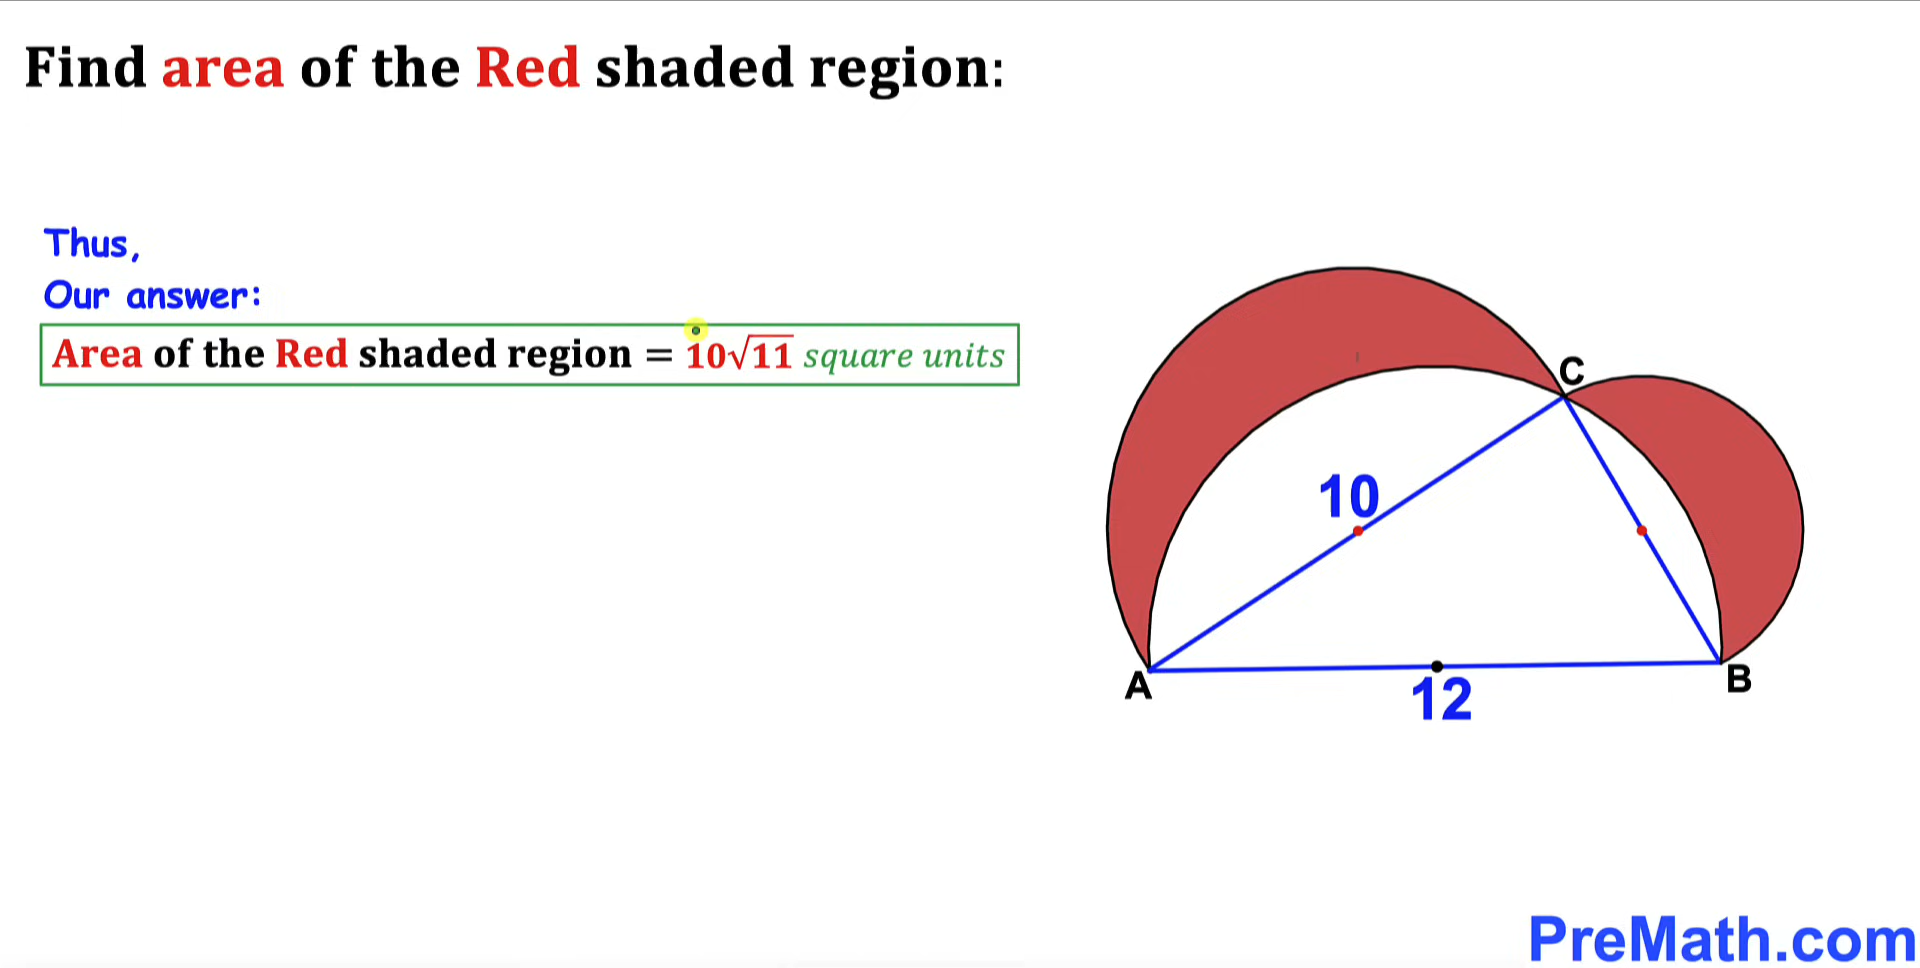 Find area of the Red shaded region:
Thus,
Our answer:
Area of the Red shaded region = 10√11 square units
C
10
A
B
12
PreMath.com